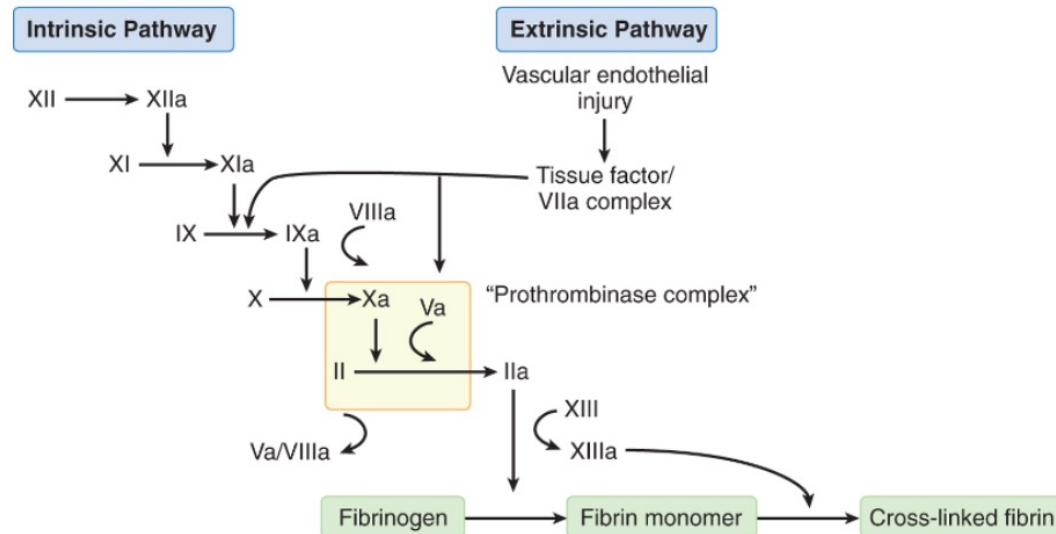 Intrinsic Pathway
Extrinsic Pathway
Vascular endothelial
injury
XII
XIIa
XI
XIa
Tissue factor/
VIIa complex
VIIIa
IX
IXa
X
Xa
Va
"Prothrombinase complex"
II
IIa
XIII
Va/VIIIa
XIIIa
Fibrinogen
Fibrin monomer
Cross-linked fibrin